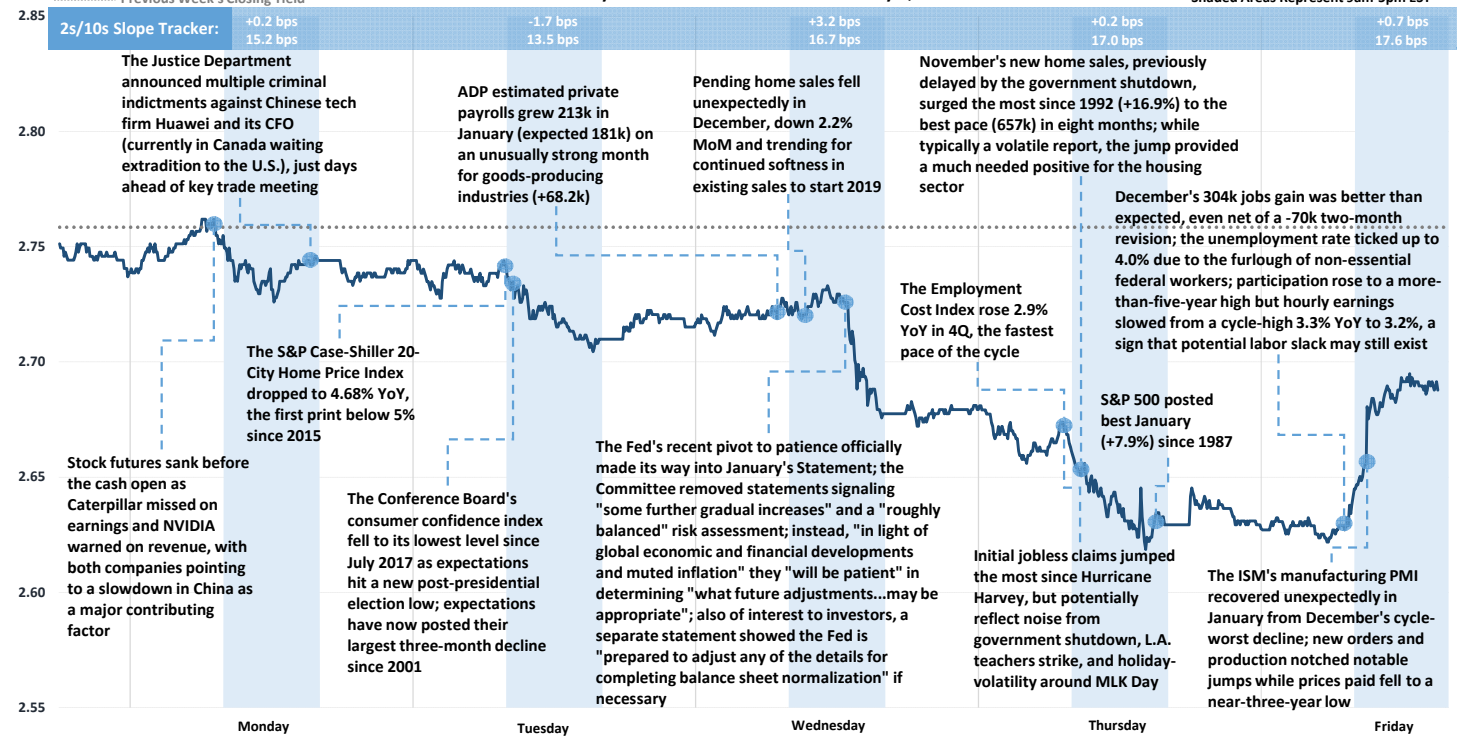 Previous Week's Closing Yield
Shaded Areas Represent 9am-5pm EST
2s/10s Slope Tracker:
+0.2 bps
15.2 bps
-1.7 bps
13.5 bps
+3.2 bps
16.7 bps
+0.2 bps
17.0 bps
+0.7 bps
17.6 bps
2.85
2.80
2.75
2.70
2.65
2.60
2.55
The Justice Department
announced multiple criminal
indictments against Chinese tech
firm Huawei and its CFO
(currently in Canada waiting
extradition to the U.S.), just days
ahead of key trade meeting
ADP estimated private
payrolls grew 213k in
January (expected 181k) on
an unusually strong month
for goods-producing
industries (+68.2k)
Pending home sales fell
unexpectedly in
December, down 2.2%
MoM and trending for
continued softness in
existing sales to start 2019
November's new home sales, previously
delayed by the government shutdown,
surged the most since 1992 (+16.9%) to the
best pace (657k) in eight months; while
typically a volatile report, the jump provided
a much needed positive for the housing
sector
December's 304k jobs gain was better than
expected, even net of a -70k two-month
revision; the unemployment rate ticked up to
4.0% due to the furlough of non-essential
federal workers; participation rose to a more-
than-five-year high but hourly earnings
slowed from a cycle-high 3.3% YoY to 3.2%, a
sign that potential labor slack may still exist
The Employment
Cost Index rose 2.9%
YoY in 4Q, the fastest
pace of the cycle
The S&P Case-Shiller 20-
City Home Price Index
dropped to 4.68% YoY,
the first print below 5%
since 2015
S&P 500 posted
best January
(+7.9%) since 1987
Stock futures sank before
the cash open as
Caterpillar missed on
earnings and NVIDIA
warned on revenue, with
both companies pointing
to a slowdown in China as
a major contributing
factor
The Conference Board's
consumer confidence index
fell to its lowest level since
July 2017 as expectations
hit a new post-presidential
election low; expectations
have now posted their
largest three-month decline
since 2001
The Fed's recent pivot to patience officially
made its way into January's Statement; the
Committee removed statements signaling
"some further gradual increases" and a "roughly
balanced" risk assessment; instead, "in light of
global economic and financial developments
and muted inflation" they "will be patient" in
determining "what future adjustments...may be
appropriate"; also of interest to investors, a
separate statement showed the Fed is
"prepared to adjust any of the details for
completing balance sheet normalization" if
necessary
Initial jobless claims jumped
the most since Hurricane
Harvey, but potentially
reflect noise from
government shutdown, L.A.
teachers strike, and holiday-
volatility around MLK Day
The ISM's manufacturing PMI
recovered unexpectedly in
January from December's cycle-
worst decline; new orders and
production notched notable
jumps while prices paid fell to a
near-three-year low
Monday
Tuesday
Wednesday
Thursday
Friday